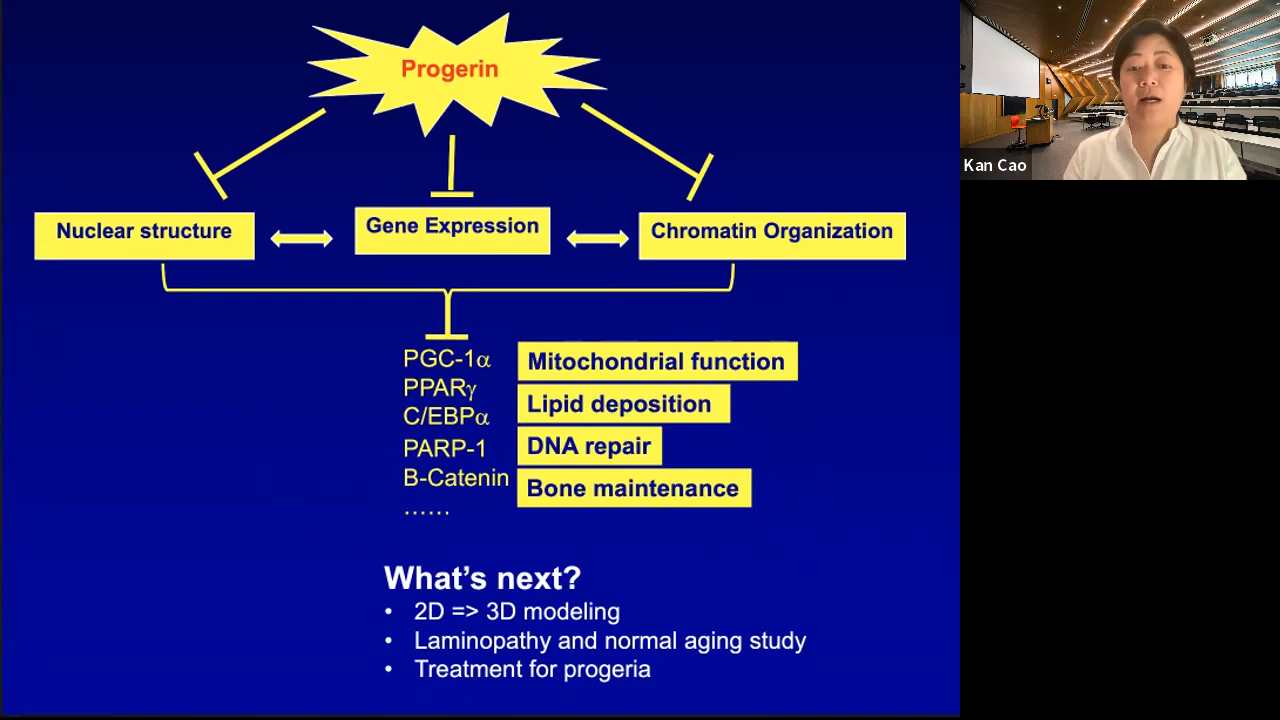 Progerin
Nuclear structure
Gene Expression
Chromatin Organization
PGC-1α
PPARγ
C/EBPα
PARP-1
B-Catenin
......
Mitochondrial function
Lipid deposition
DNA repair
Bone maintenance
What's next?
• 2D => 3D modeling
• Laminopathy and normal aging study
• Treatment for progeria
Kan Cao